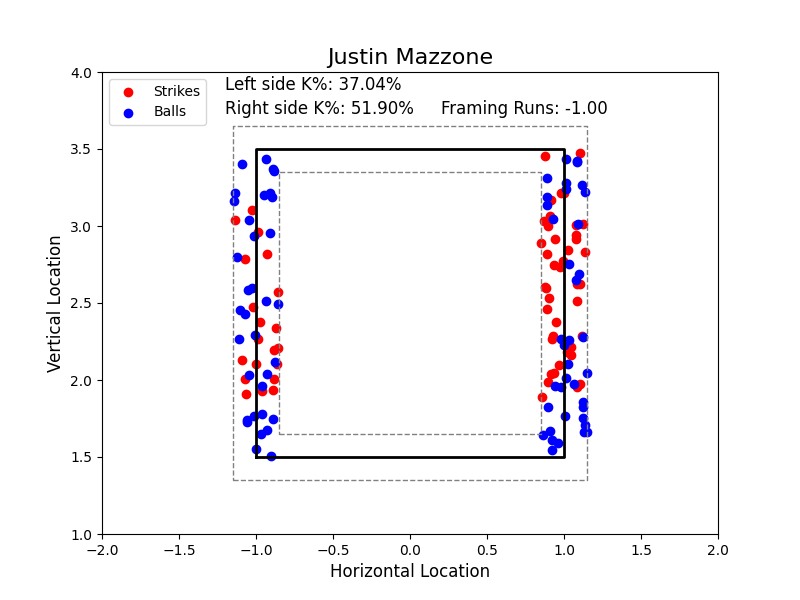 Justin Mazzone
Strikes
Balls
Left side K%: 37.04%
Right side K%: 51.90% Framing Runs: -1.00
4.0
3.5
3.0
2.5
2.0
1.5
1.0
Vertical Location
−2.0 −1.5 −1.0 −0.5 0.0 0.5 1.0 1.5 2.0
Horizontal Location